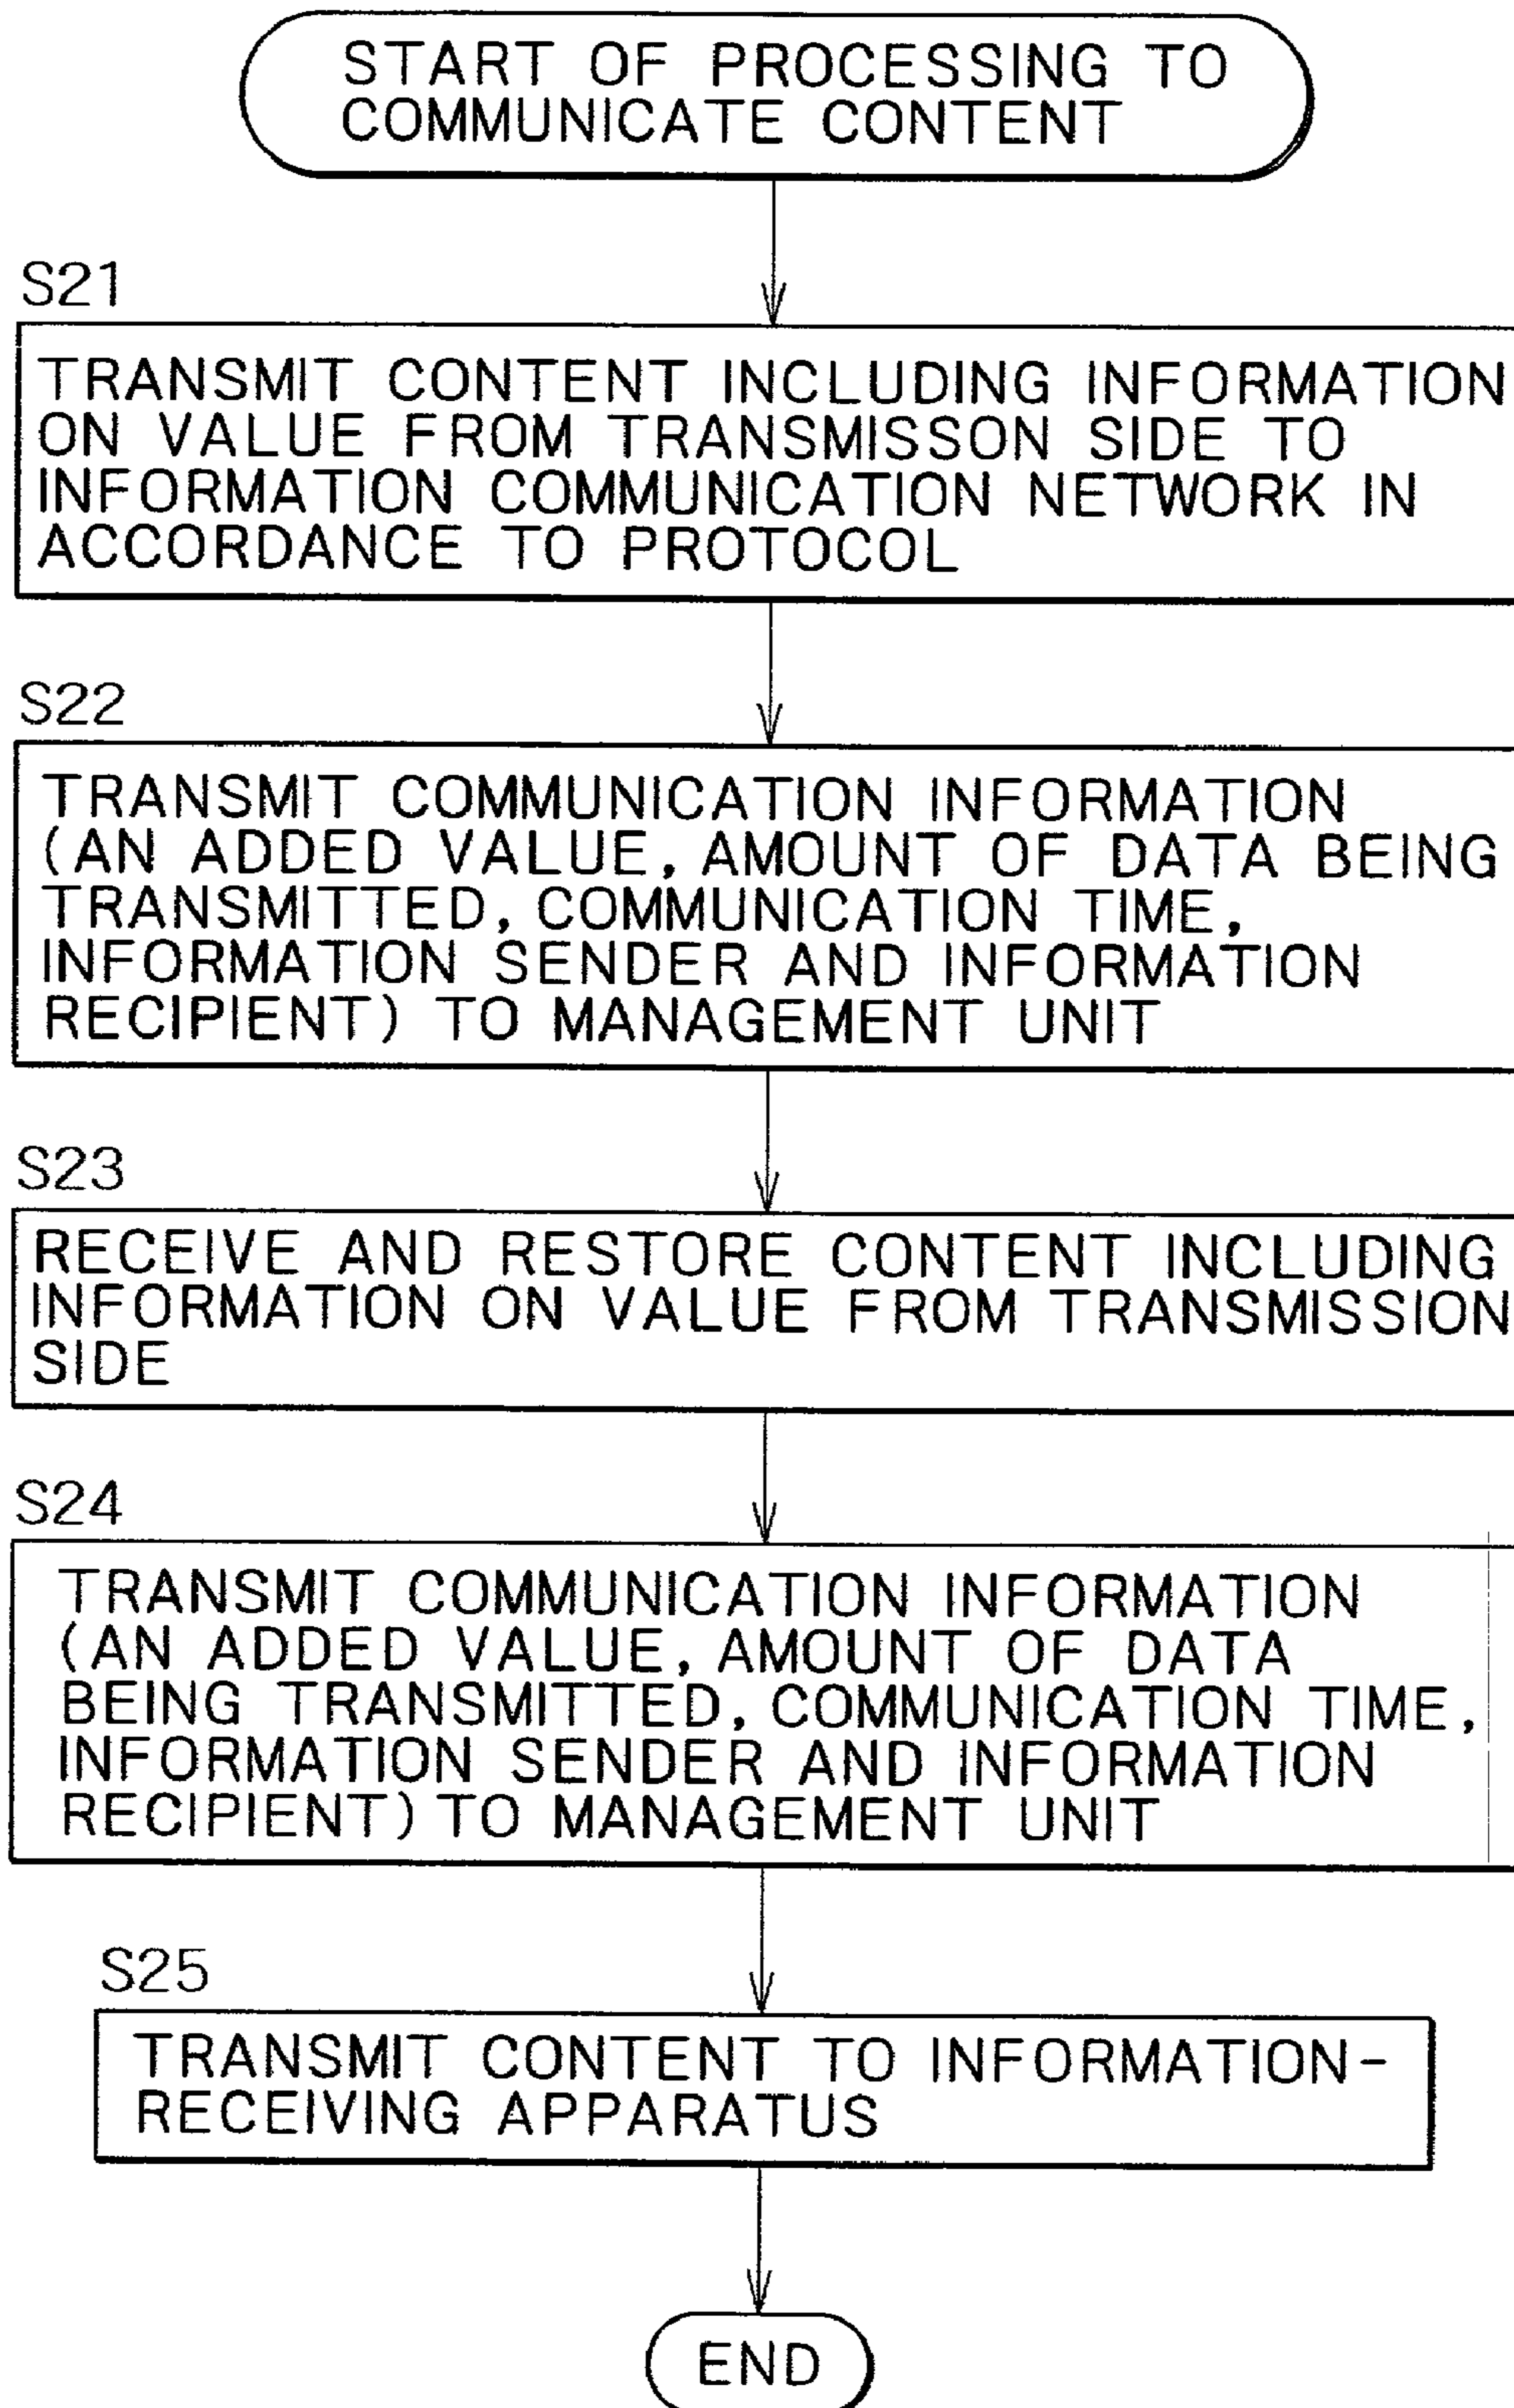 START OF PROCESSING TO
COMMUNICATE CONTENT
S21
TRANSMIT CONTENT INCLUDING INFORMATION
ON VALUE FROM TRANSMISSON SIDE TO
INFORMATION COMMUNICATION NETWORK IN
ACCORDANCE TO PROTOCOL
S22
TRANSMIT COMMUNICATION INFORMATION
(AN ADDED VALUE, AMOUNT OF DATA BEING
TRANSMITTED, COMMUNICATION TIME,
INFORMATION SENDER AND INFORMATION
RECIPIENT) TO MANAGEMENT UNIT
S23
RECEIVE AND RESTORE CONTENT INCLUDING
INFORMATION ON VALUE FROM TRANSMISSION
SIDE
S24
TRANSMIT COMMUNICATION INFORMATION
(AN ADDED VALUE, AMOUNT OF DATA
BEING TRANSMITTED, COMMUNICATION TIME,
INFORMATION SENDER AND INFORMATION
RECIPIENT) TO MANAGEMENT UNIT
S25
TRANSMIT CONTENT TO INFORMATION-
RECEIVING APPARATUS
END